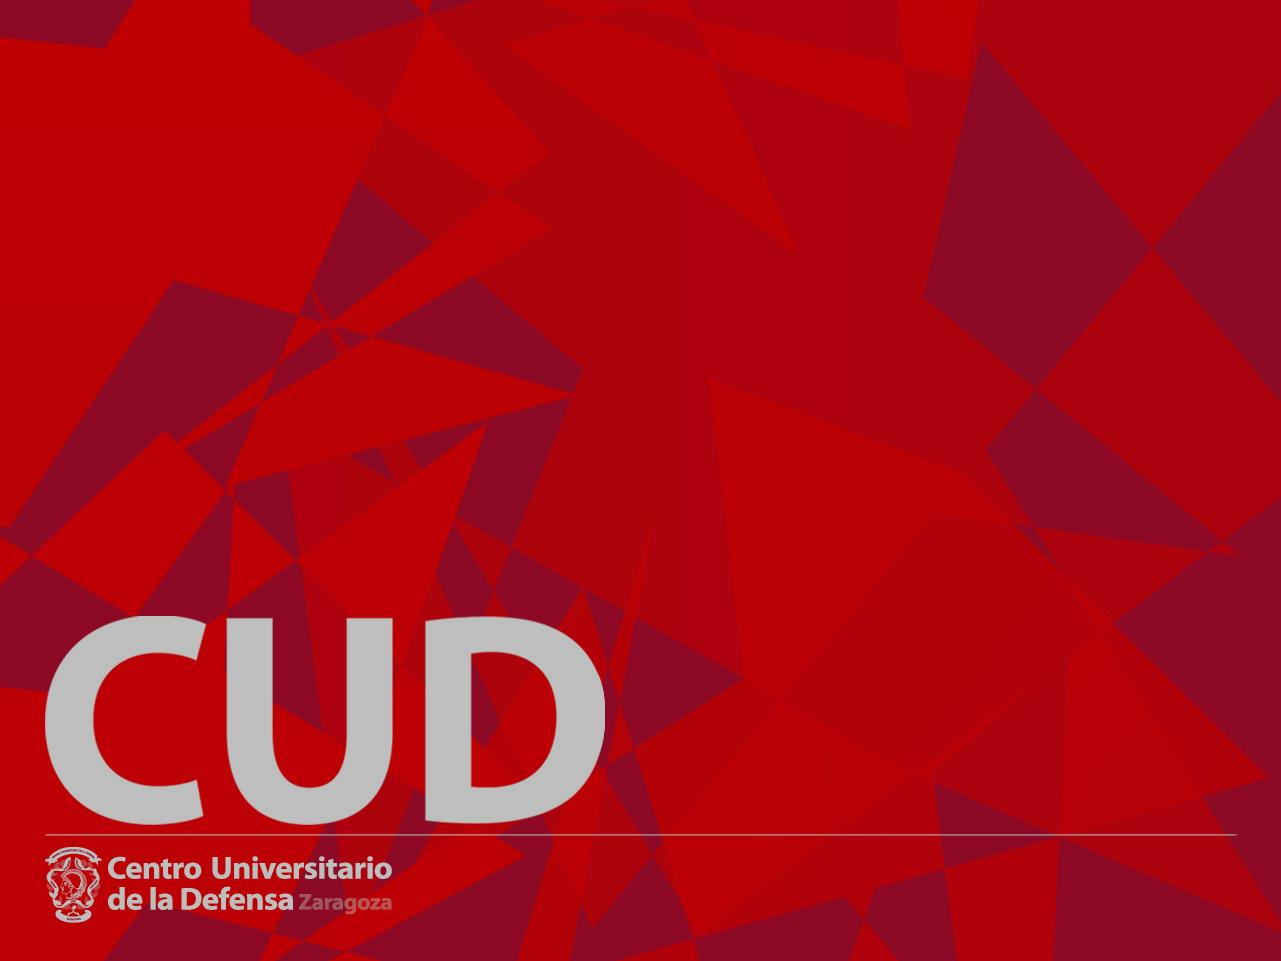 CUD
Centro Universitario
de la Defensa Zaragoza